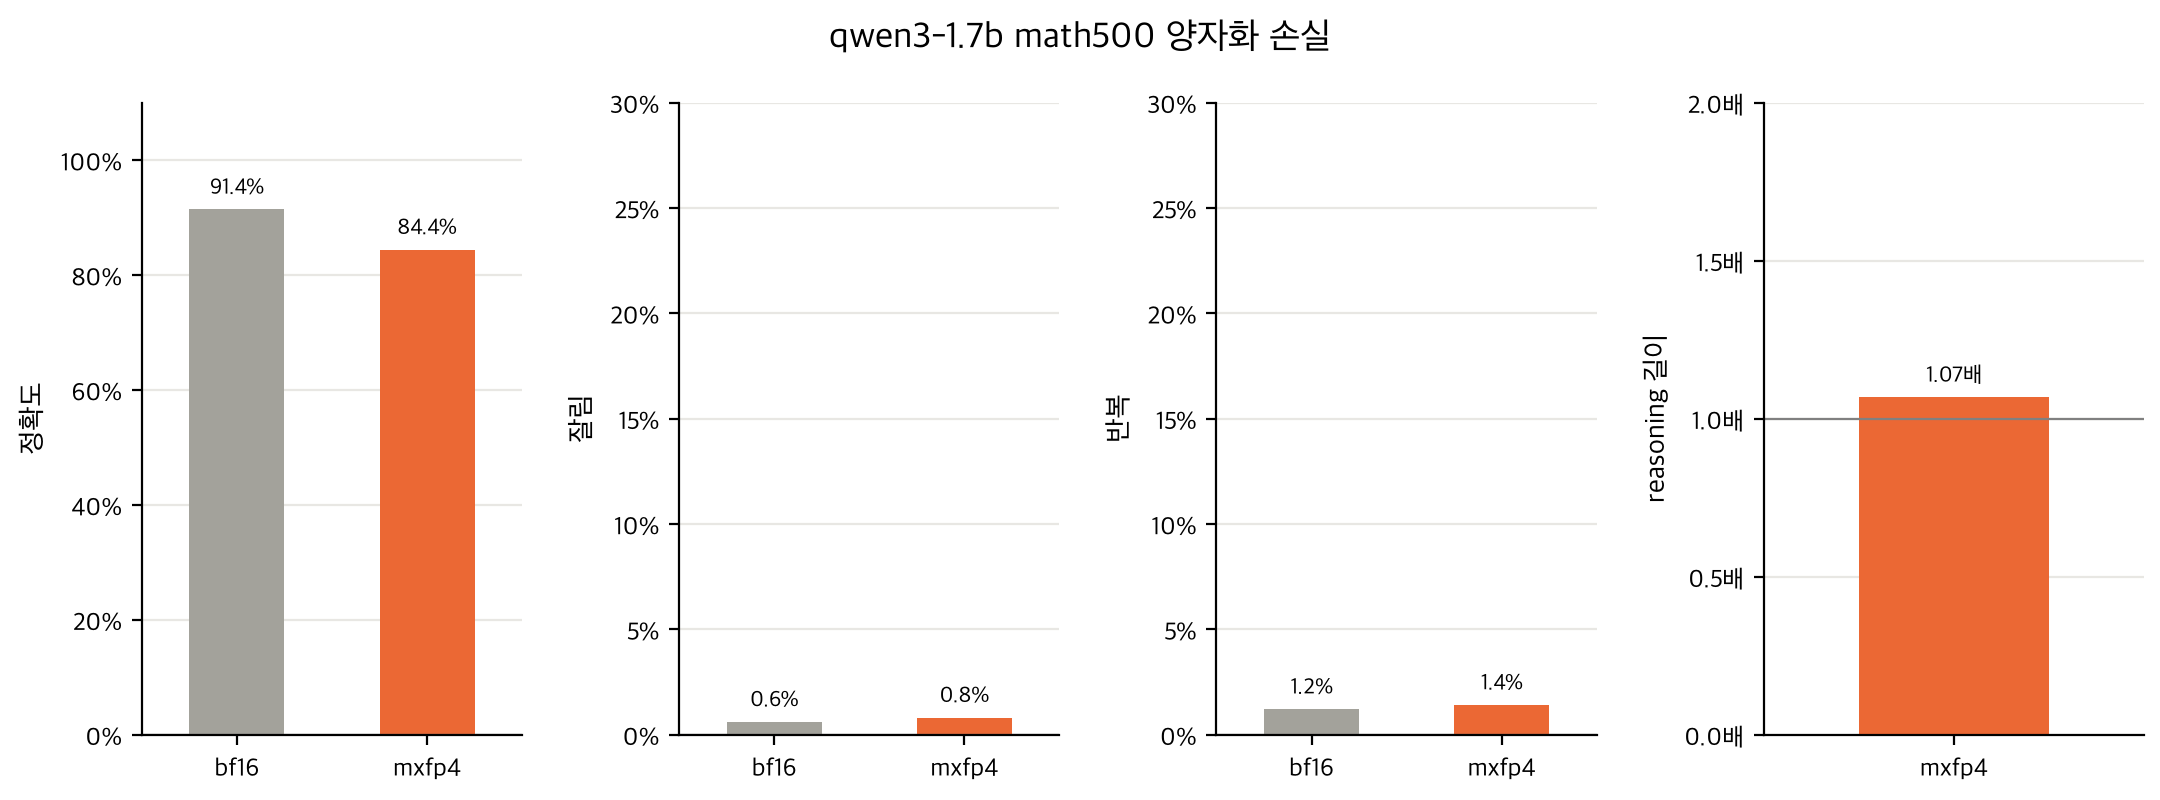 qwen3-1.7b math500 양자화 손실
정확도
100%
80%
60%
40%
20%
0%
91.4%
84.4%
bf16
mxfp4
잘림
30%
25%
20%
15%
10%
5%
0%
0.6%
0.8%
bf16
mxfp4
반복
30%
25%
20%
15%
10%
5%
0%
1.2%
1.4%
bf16
mxfp4
reasoning 길이
2.0배
1.5배
1.0배
0.5배
0.0배
1.07배
mxfp4